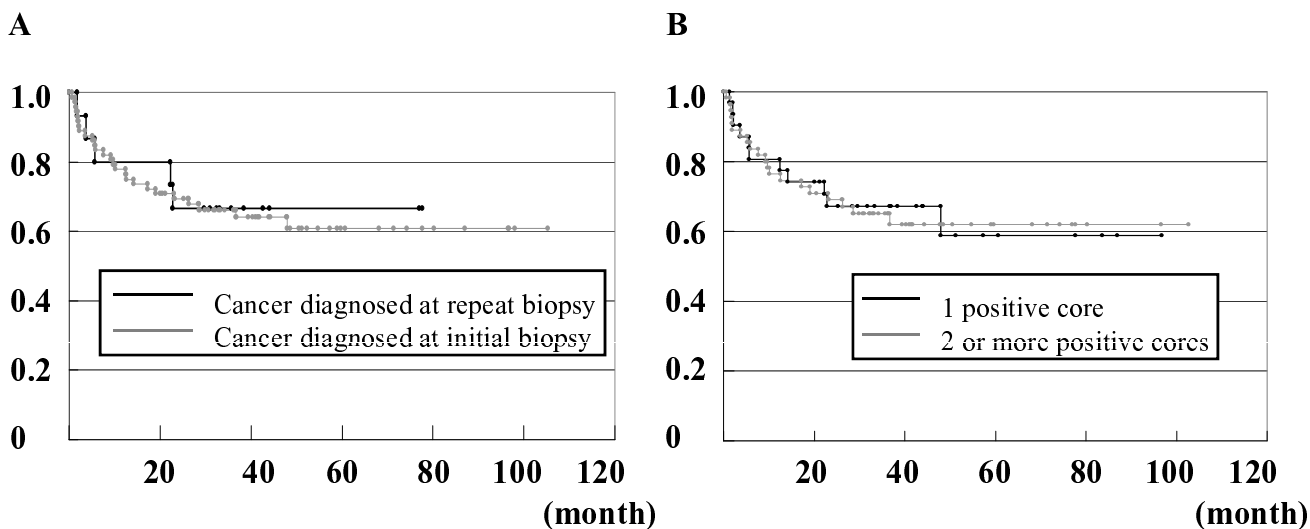 A
B
1.0
0.8
0.6
0.4
0.2
0
20 40 60 80 100 120
(month)
Cancer diagnosed at repeat biopsy
Cancer diagnosed at initial biopsy
1.0
0.8
0.6
0.4
0.2
0
20 40 60 80 100 120
(month)
1 positive core
2 or more positive cores